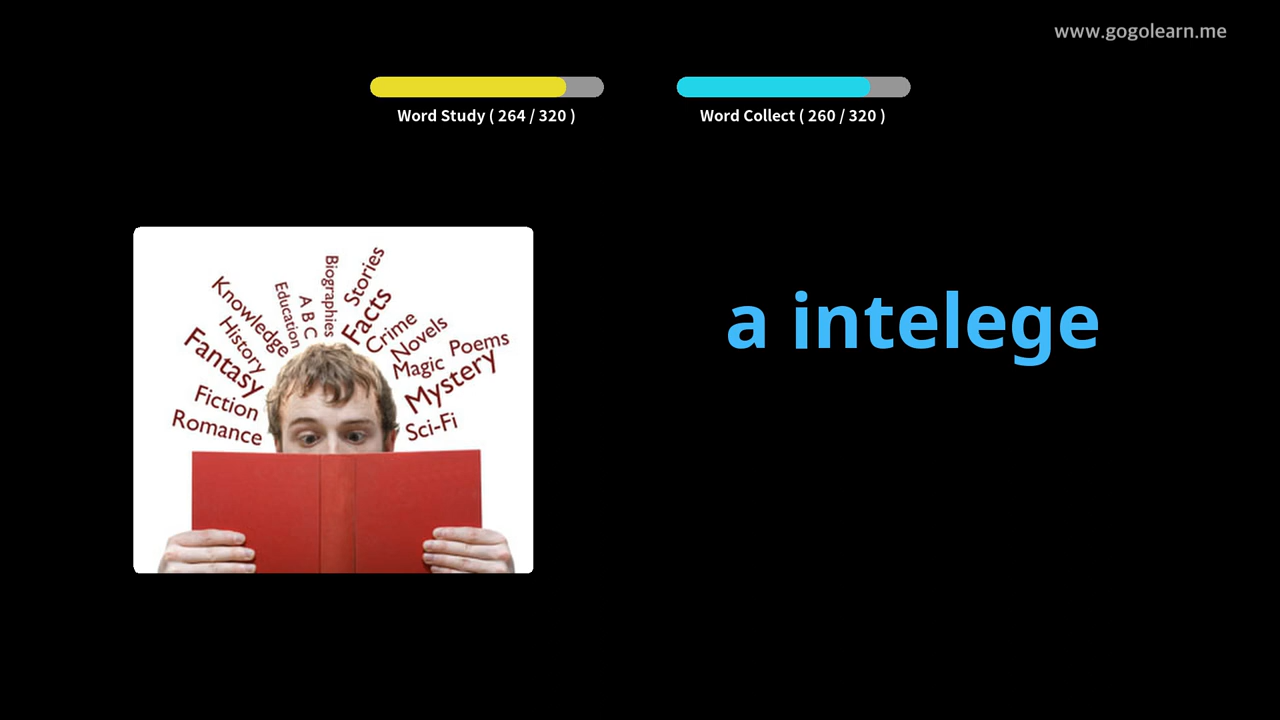 www.gogolearn.me
Word Study ( 264 / 320 )
Word Collect ( 260 / 320 )
a intelege
Knowledge
History
Fantasy
Fiction
Romance
Education
A B C
Biographies
Stories
Facts
Crime
Novels
Magic
Poems
Mystery
Sci-Fi